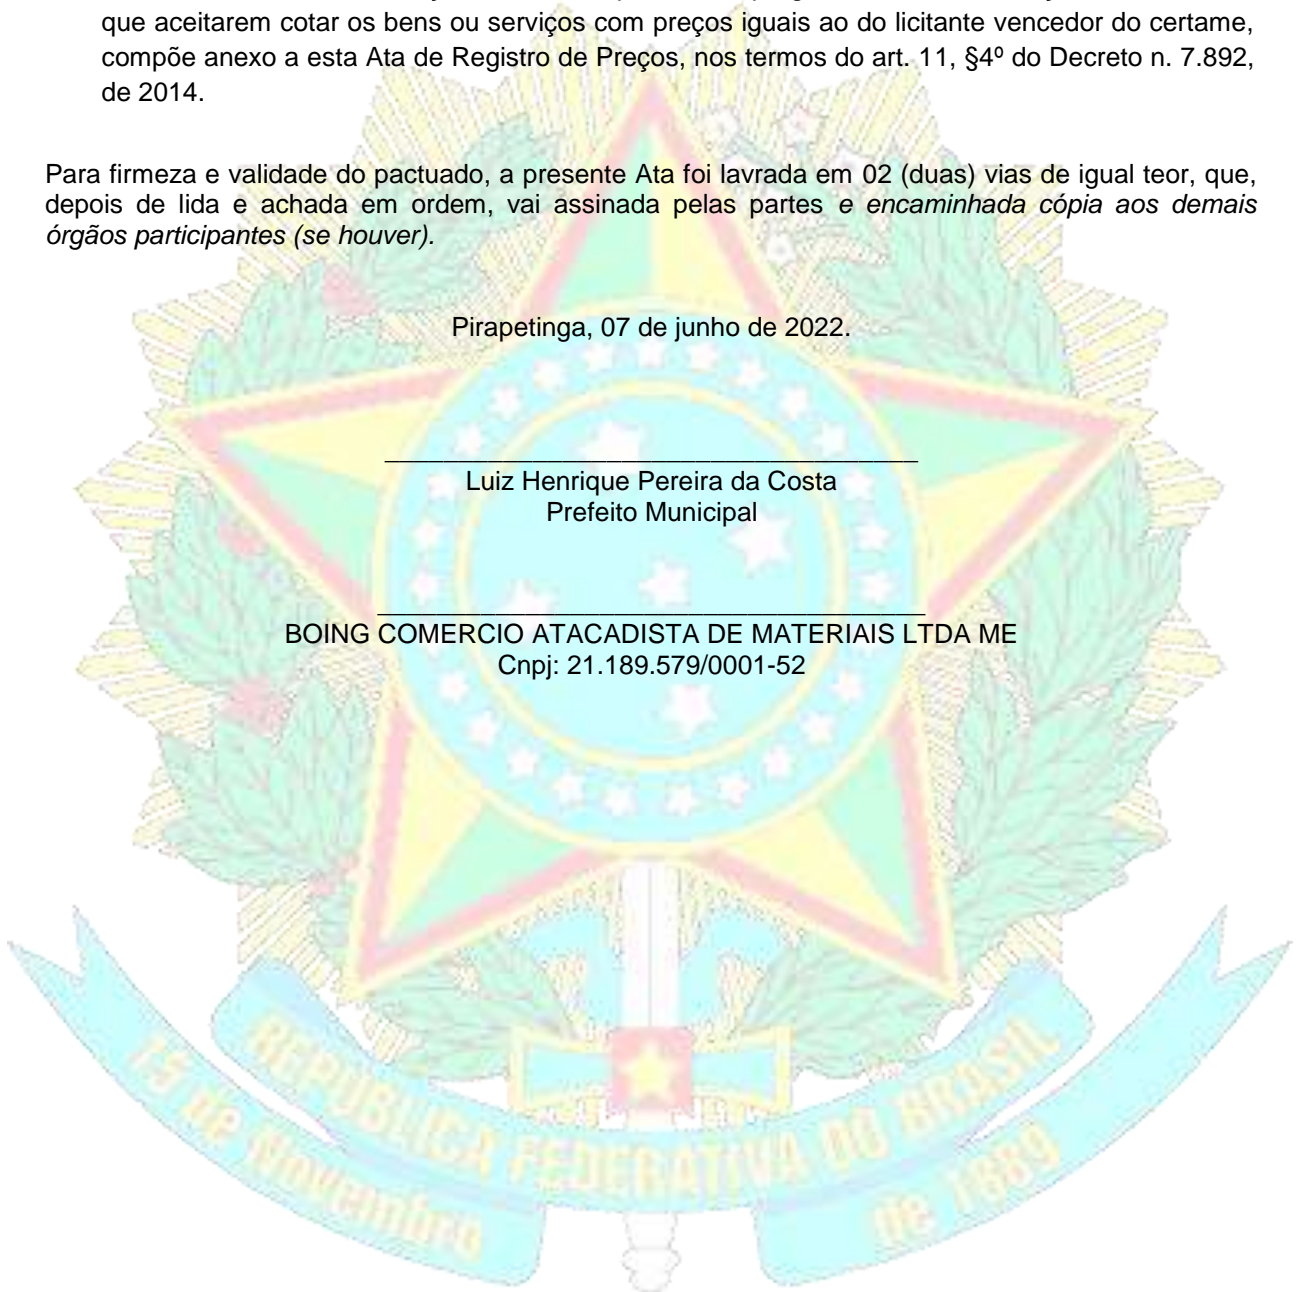 que aceitarem cotar os bens ou serviços com preços iguais ao do licitante vencedor do certame,
compõe anexo a esta Ata de Registro de Preços, nos termos do art. 11, §4º do Decreto n. 7.892,
de 2014.
Para firmeza e validade do pactuado, a presente Ata foi lavrada em 02 (duas) vias de igual teor, que,
depois de lida e achada em ordem, vai assinada pelas partes e encaminhada cópia aos demais
órgãos participantes (se houver).
Pirapetinga, 07 de junho de 2022.
Luiz Henrique Pereira da Costa
Prefeito Municipal
BOING COMERCIO ATACADISTA DE MATERIAIS LTDA ME
Cnpj: 21.189.579/0001-52
REPÚBLICA FEDERATIVA DO BRASIL
15 de Novembro
de 1889